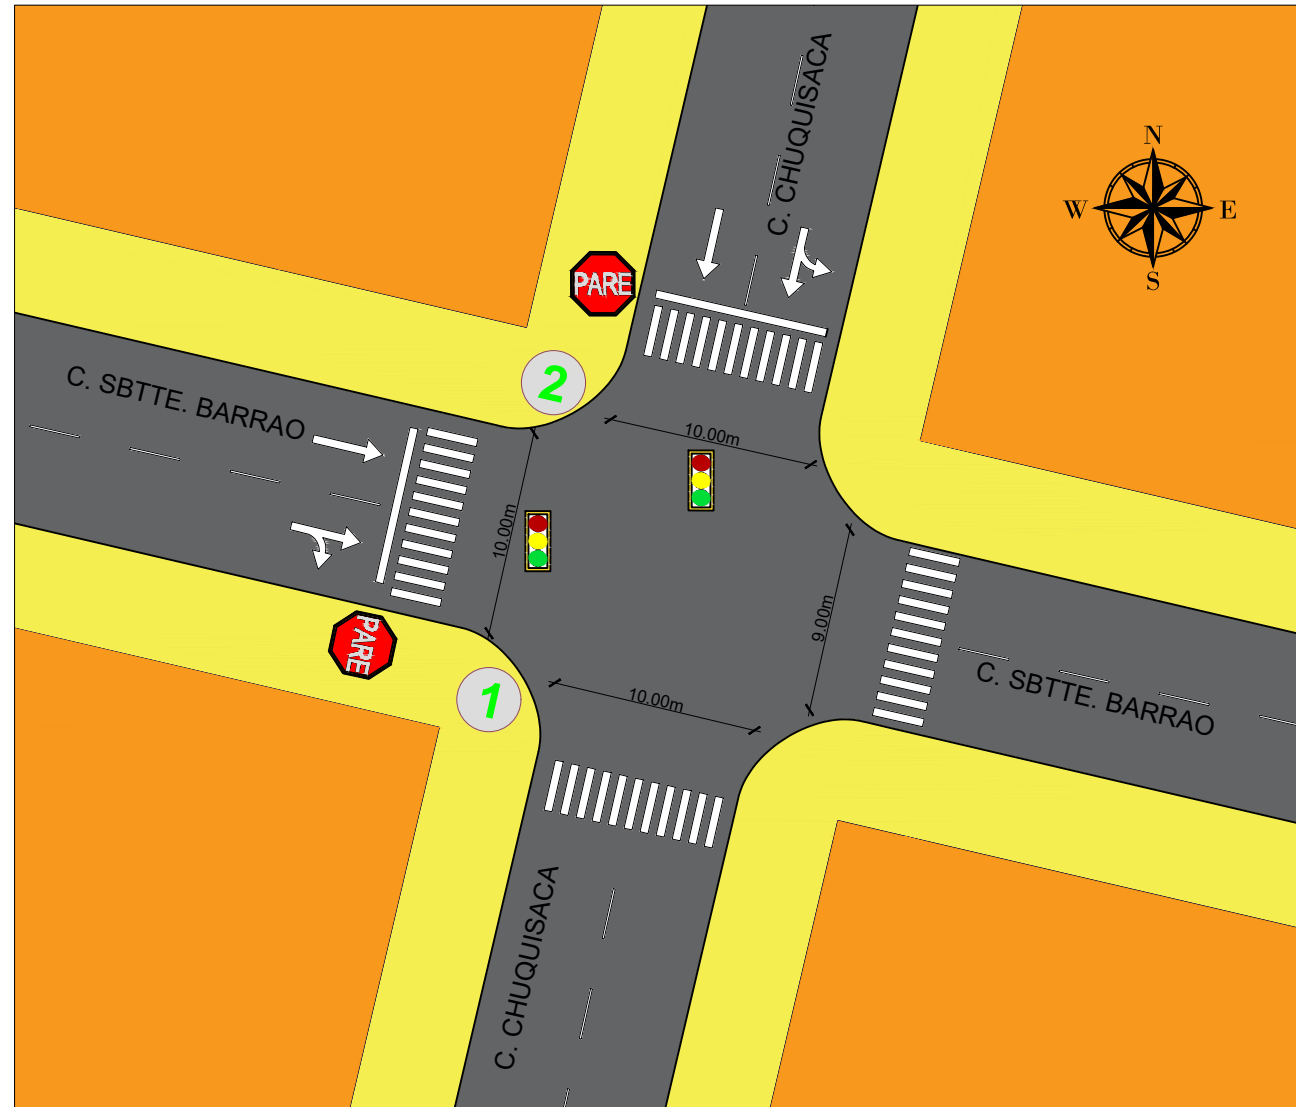 C. CHUQUISACA
N
W
E
S
PARE
2
C. SBTTE. BARRAO
10.00m
10.00m
9.00m
PARE
1
10.00m
C. SBTTE. BARRAO
C. CHUQUISACA